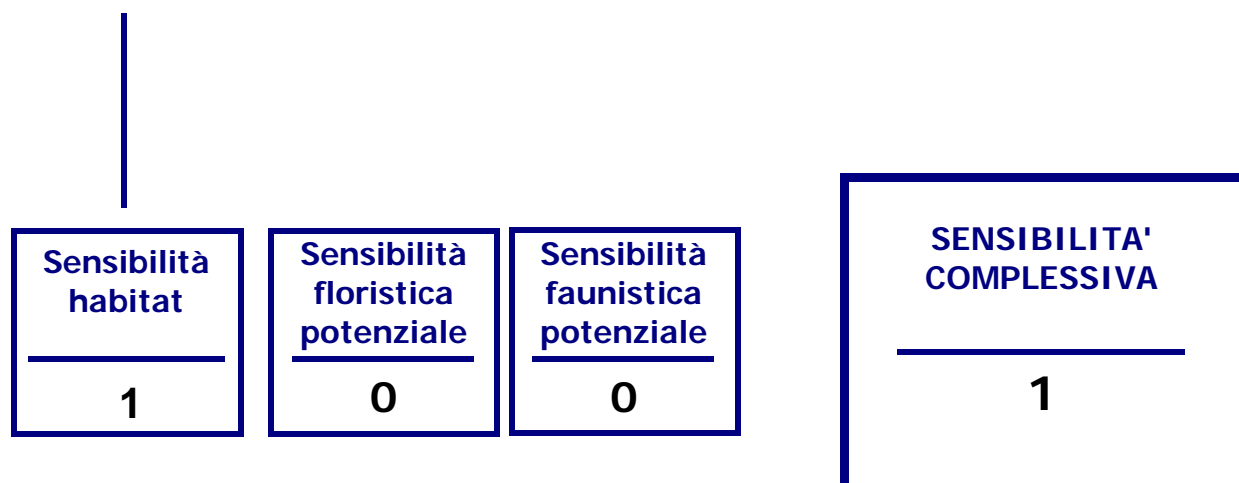 Sensibilità
habitat
1
Sensibilità
floristica
potenziale
0
Sensibilità
faunistica
potenziale
0
SENSIBILITA'
COMPLESSIVA
1